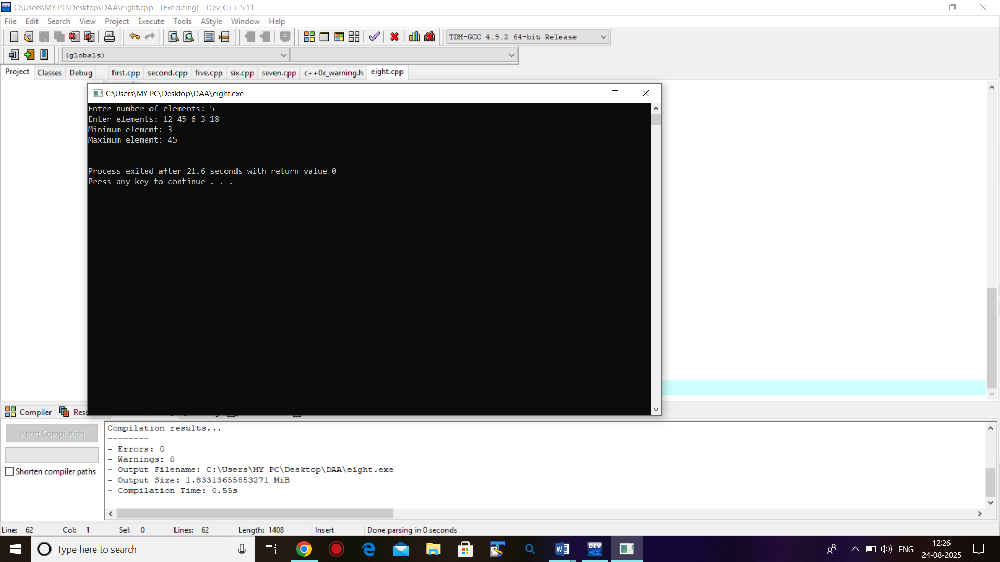 C:\Users\MY PC\Desktop\DAA\eight.cpp - [Executing] - Dev-C++ 5.11
File Edit Search View Project Execute Tools AStyle Window Help
TDM-GCC 4.9.2 64-bit Release
(globals)
Project Classes Debug first.cpp second.cpp five.cpp six.cpp seven.cpp c++0x_warning.h eight.cpp
C:\Users\MY PC\Desktop\DAA\eight.exe
Enter number of elements: 5
Enter elements: 12 45 6 3 18
Minimum element: 3
Maximum element: 45
--------------------------------
Process exited after 21.6 seconds with return value 0
Press any key to continue . . .
Compiler
Abort Compilation
Shorten compiler paths
Compilation results...
--------
- Errors: 0
- Warnings: 0
- Output Filename: C:\Users\MY PC\Desktop\DAA\eight.exe
- Output Size: 1.83313655853271 MiB
- Compilation Time: 0.55s
Line: 62 Col: 1 Sel: 0 Lines: 62 Length: 1408 Insert Done parsing in 0 seconds
Type here to search
DEV
C++
ENG
12:26
24-08-2025